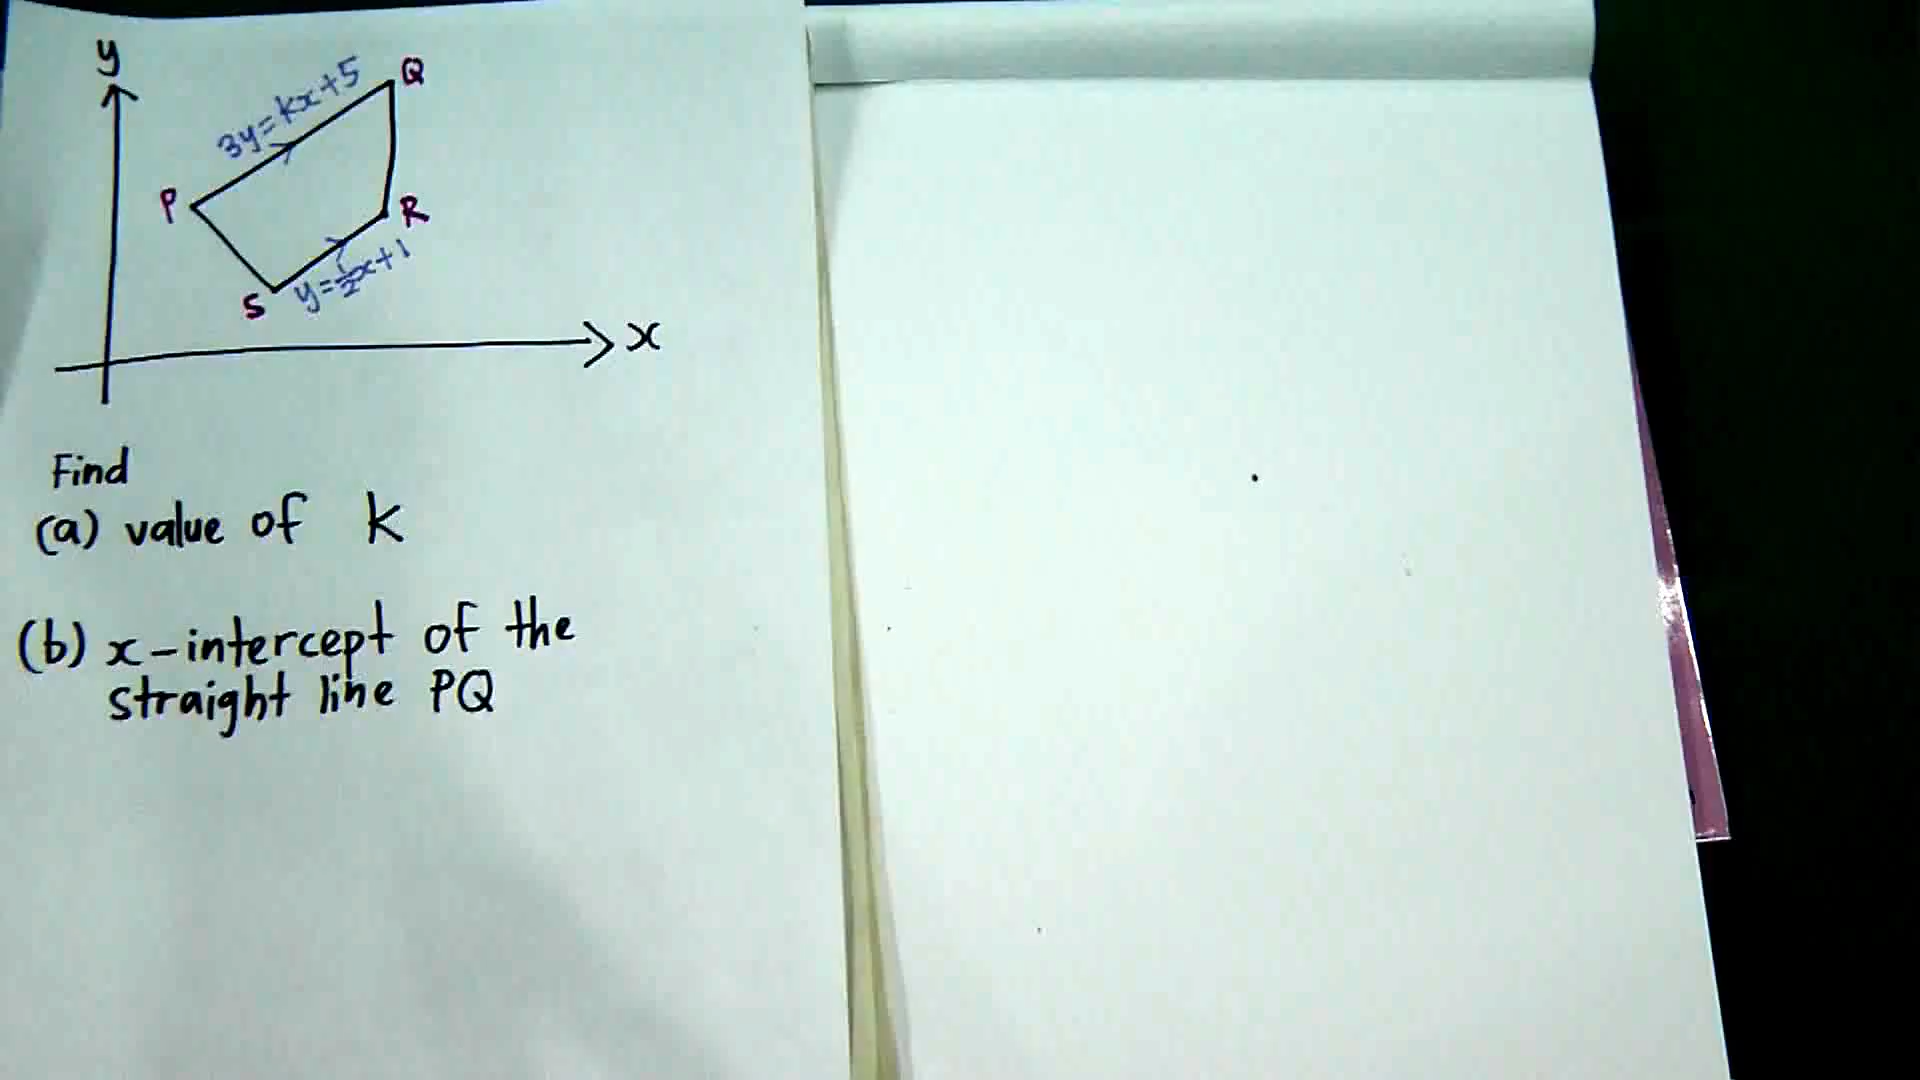 y
Q
3y=kx+5
P
R
y=½x+1
S
x
Find
(a) value of k
(b) x-intercept of the
straight line PQ